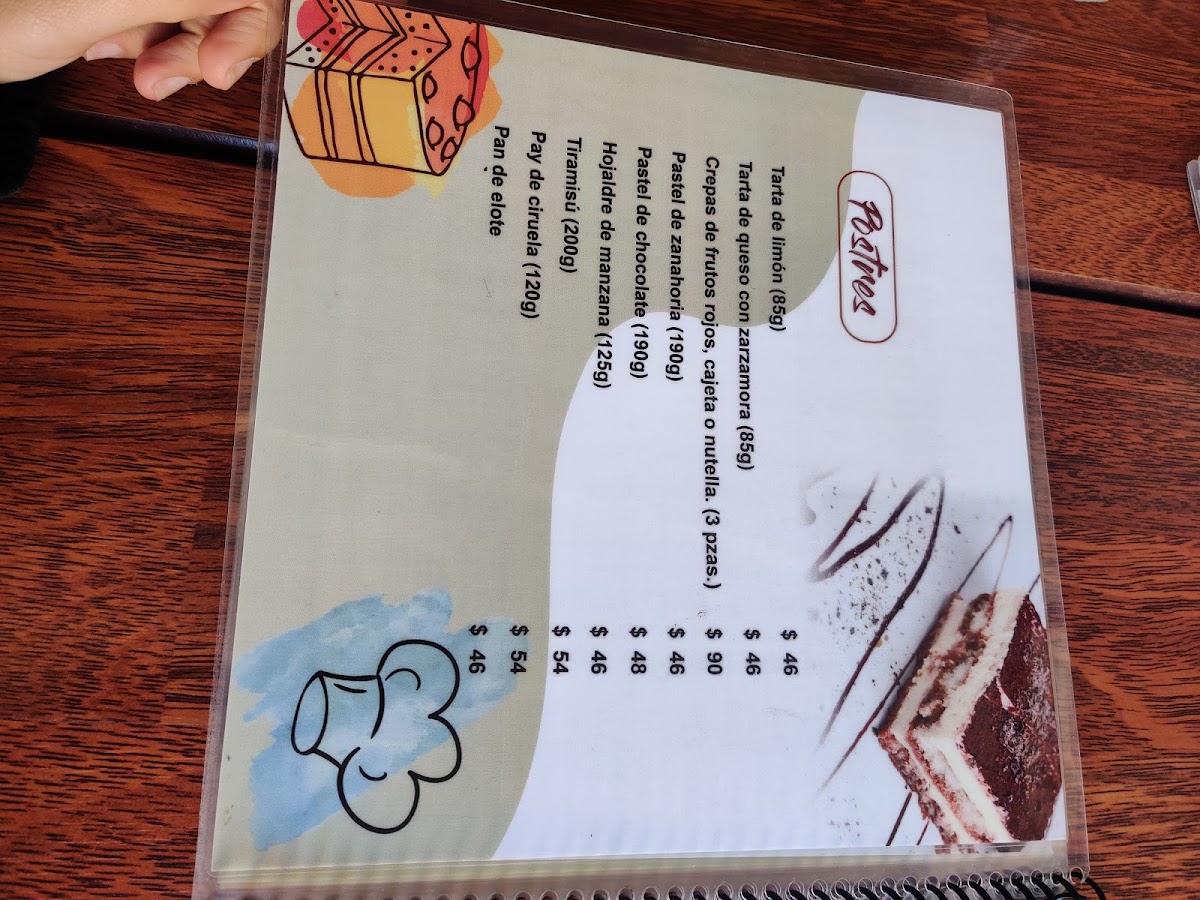 Postres
Tarta de limón (85g) $ 46
Tarta de queso con zarzamora (85g) $ 46
Crepas de frutos rojos, cajeta o nutella. (3 pzas.) $ 90
Pastel de zanahoria (190g) $ 46
Pastel de chocolate (190g) $ 48
Hojaldre de manzana (125g) $ 46
Tiramisú (200g) $ 54
Pay de ciruela (120g) $ 54
Pan de elote $ 46